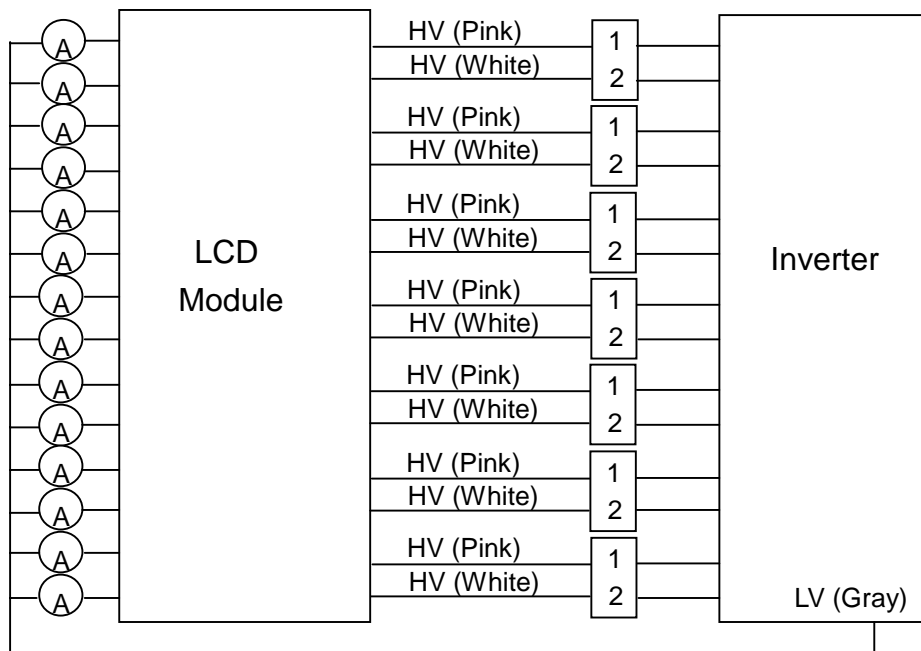 A
A
A
A
A
A
A
A
A
A
A
A
A
A
LCD
Module
HV (Pink)
HV (White)
1
2
HV (Pink)
HV (White)
1
2
HV (Pink)
HV (White)
1
2
HV (Pink)
HV (White)
1
2
HV (Pink)
HV (White)
1
2
HV (Pink)
HV (White)
1
2
HV (Pink)
HV (White)
1
2
Inverter
LV (Gray)